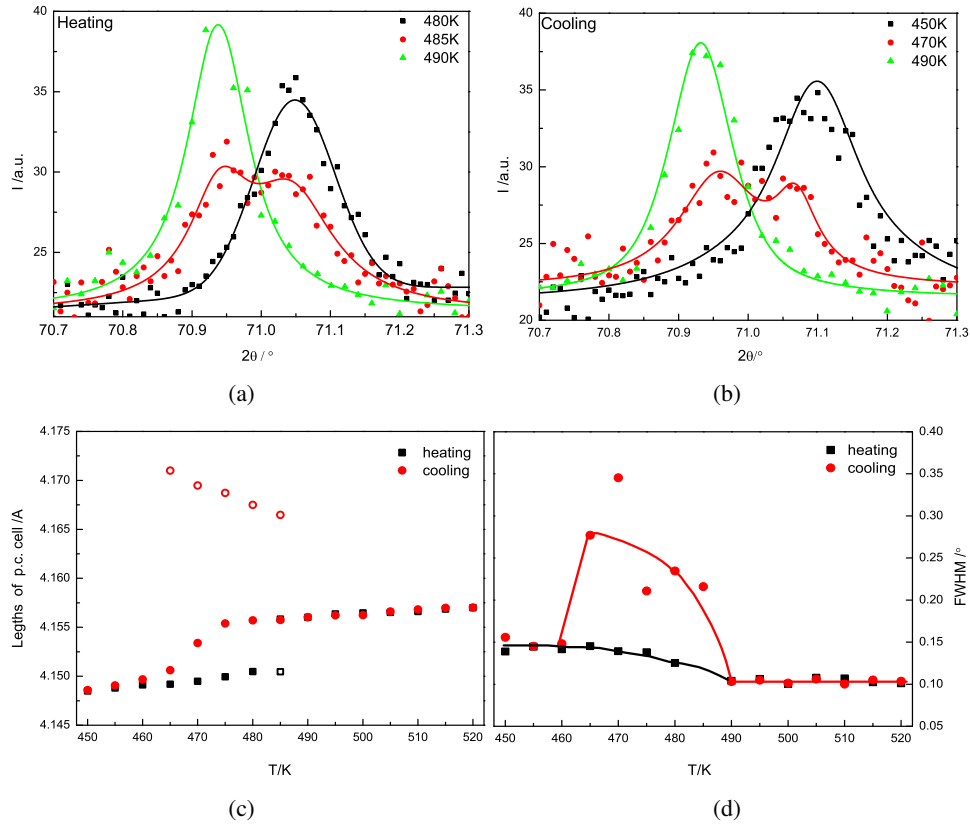 Heating
480K
485K
490K
40
35
30
25
I /a.u.
70.7 70.8 70.9 71.0 71.1 71.2 71.3
2θ / °
(a)
Cooling
450K
470K
490K
40
35
30
25
20
I /a.u.
70.7 70.8 70.9 71.0 71.1 71.2 71.3
2θ/°
(b)
heating
cooling
4.175
4.170
4.165
4.160
4.155
4.150
4.145
Legths of p.c. cell /A
450 460 470 480 490 500 510 520
T/K
(c)
heating
cooling
0.40
0.35
0.30
0.25
0.20
0.15
0.10
0.05
FWHM /°
450 460 470 480 490 500 510 520
T/K
(d)